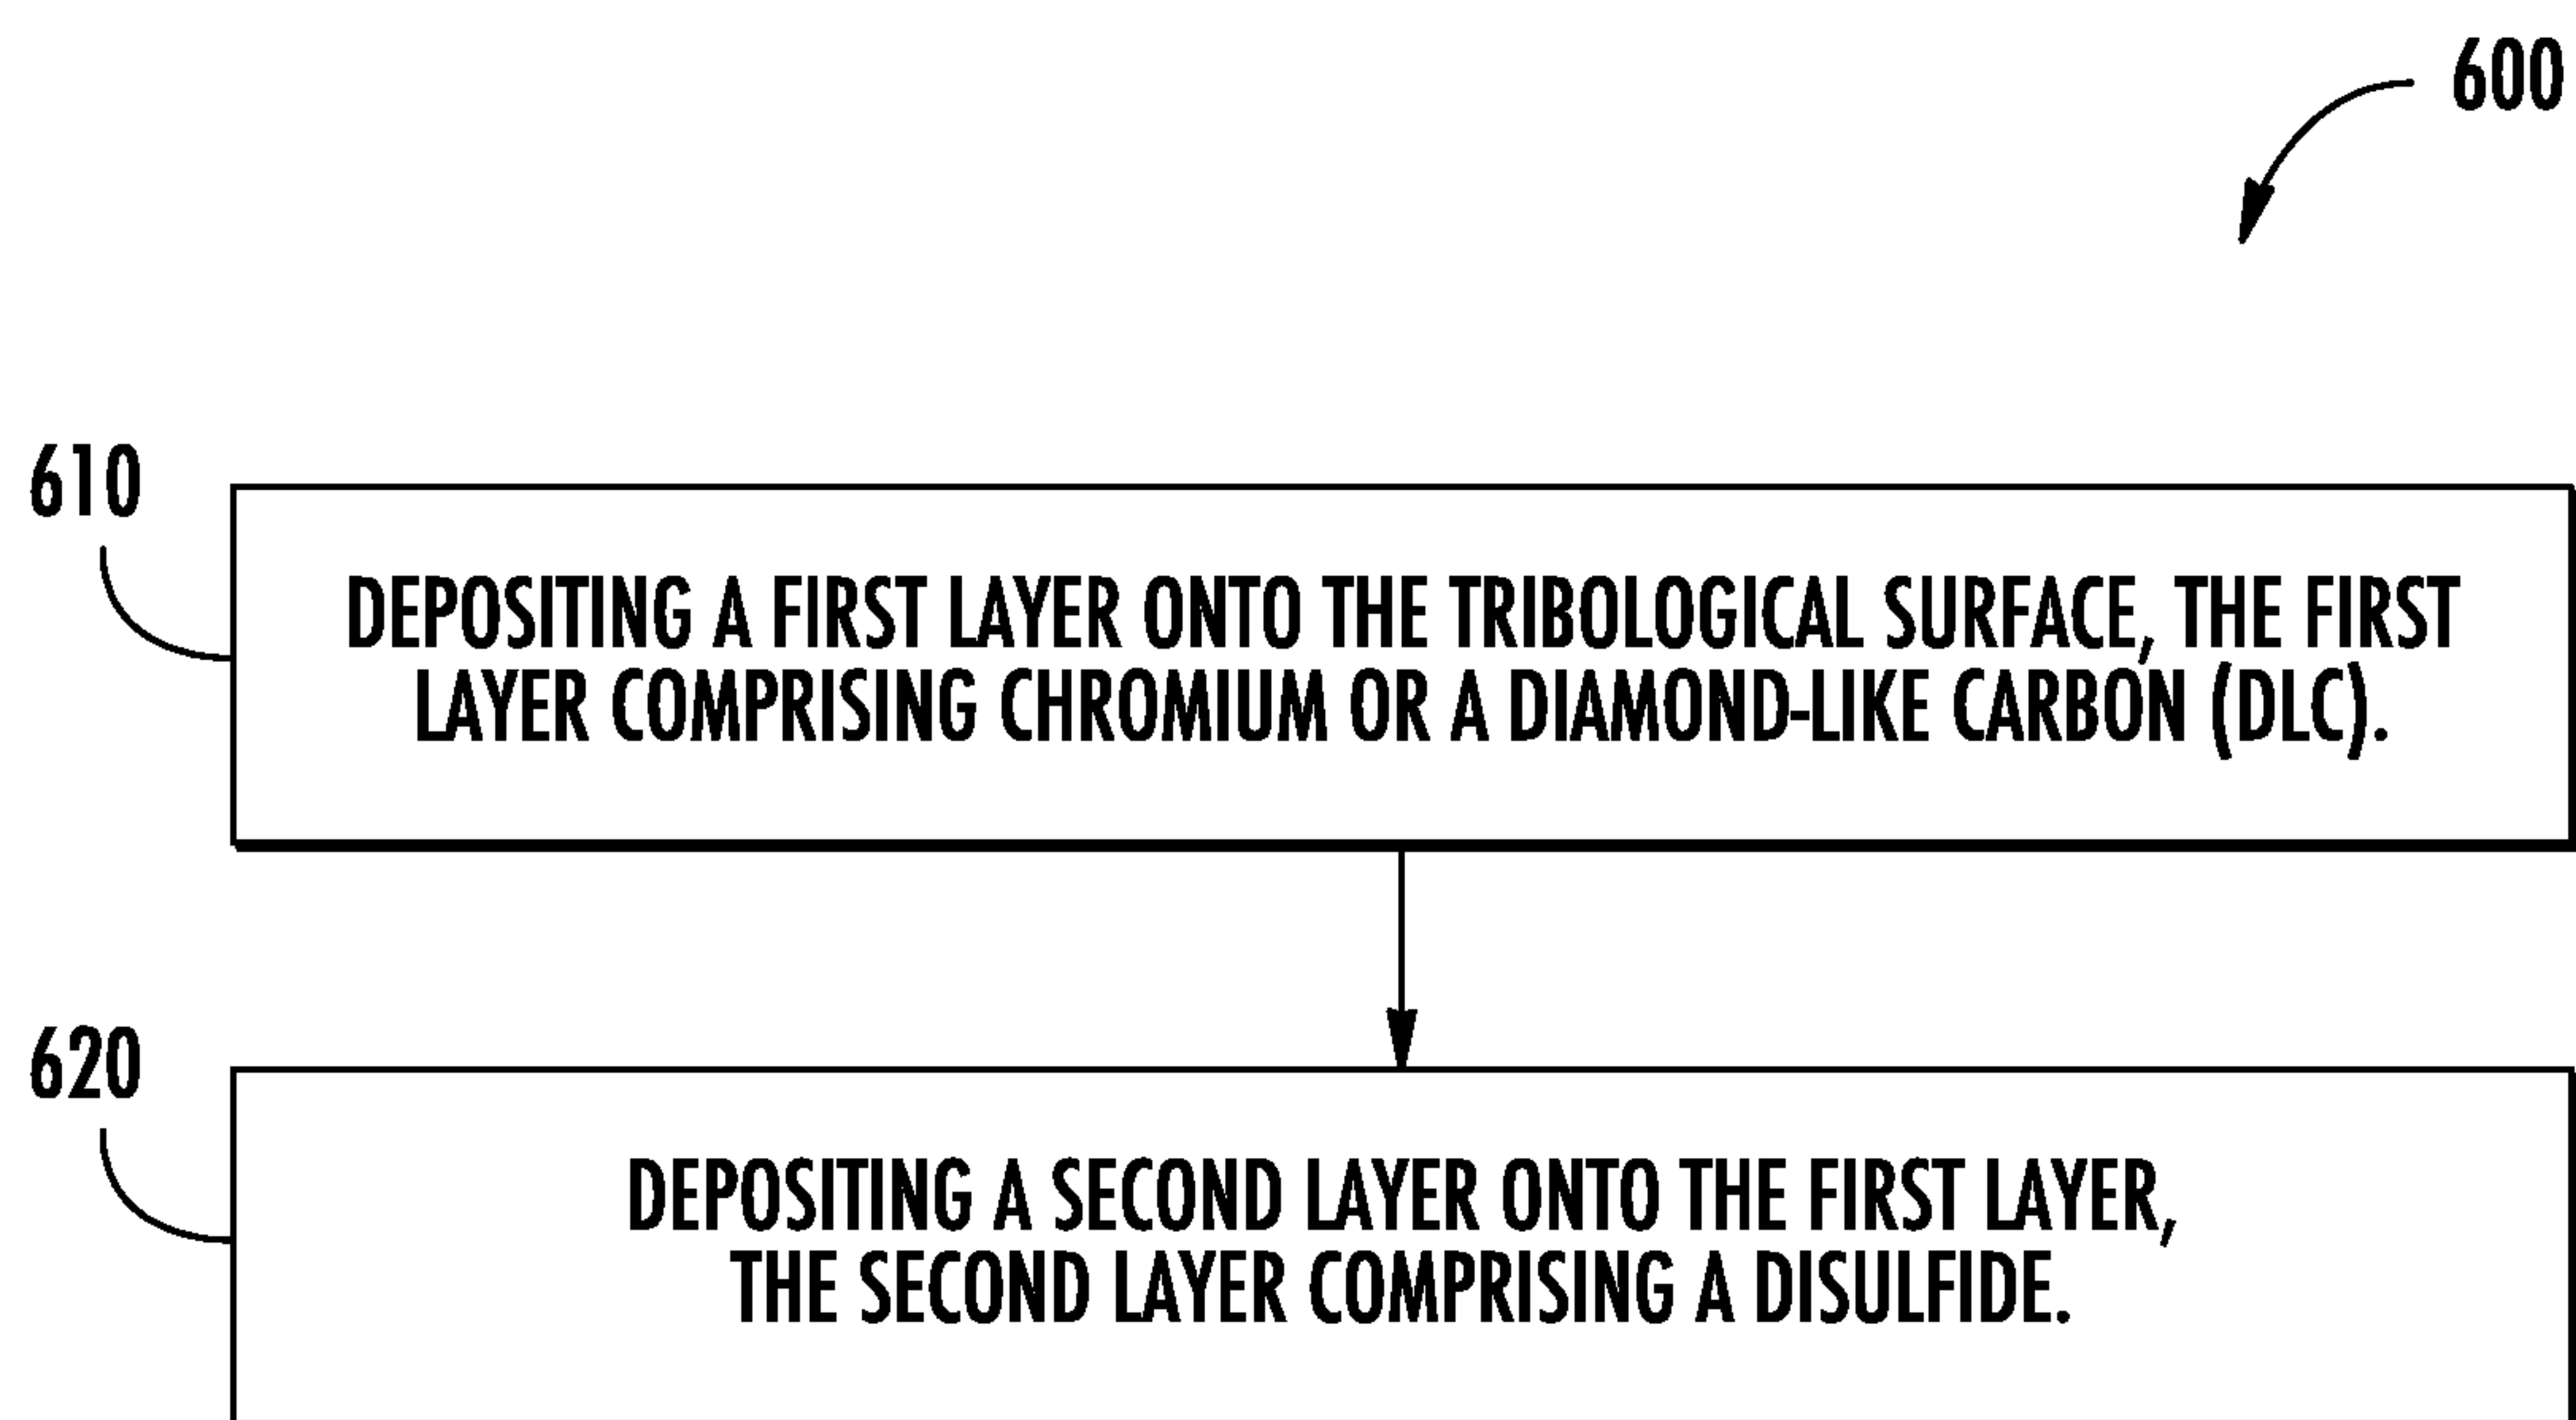 600
610
DEPOSITING A FIRST LAYER ONTO THE TRIBOLOGICAL SURFACE, THE FIRST
LAYER COMPRISING CHROMIUM OR A DIAMOND-LIKE CARBON (DLC).
620
DEPOSITING A SECOND LAYER ONTO THE FIRST LAYER,
THE SECOND LAYER COMPRISING A DISULFIDE.